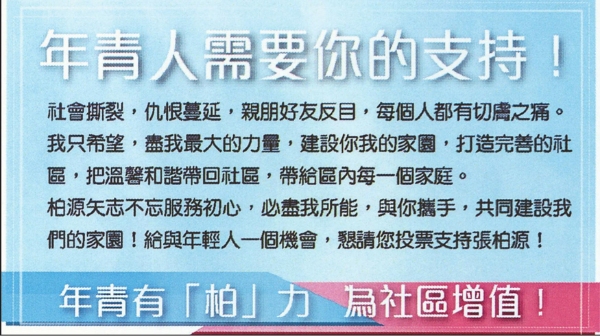 年青人需要你的支持！
社會撕裂，仇恨蔓延，親朋好友反目，每個人都有切膚之痛。
我只希望，盡我最大的力量，建設你我的家園，打造完善的社
區，把溫馨和諧帶回社區，帶給區內每一個家庭。
柏源矢志不忘服務初心，必盡我所能，與你攜手，共同建設我
們的家園！給與年輕人一個機會，懇請您投票支持張柏源！
年青有「柏」力　為社區增值！